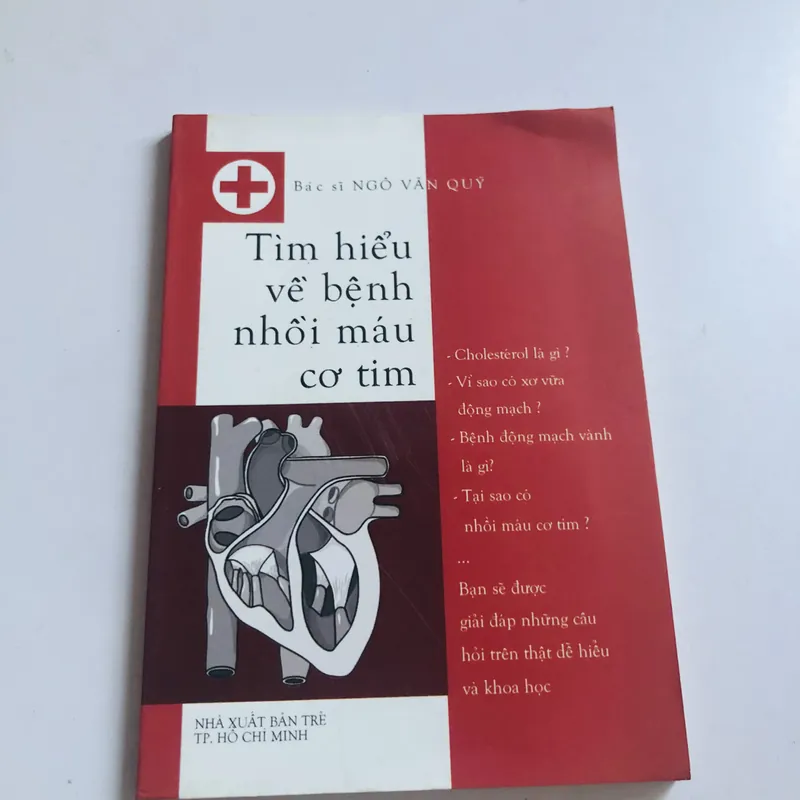 Bác sĩ NGÔ VĂN QUỸ
Tìm hiểu
về bệnh
nhồi máu
cơ tim
- Cholestérol là gì ?
- Vì sao có xơ vữa
động mạch ?
- Bệnh động mạch vành
là gì?
- Tại sao có
nhồi máu cơ tim ?
...
Bạn sẽ được
giải đáp những câu
hỏi trên thật dễ hiểu
và khoa học
NHÀ XUẤT BẢN TRẺ
TP. HỒ CHÍ MINH